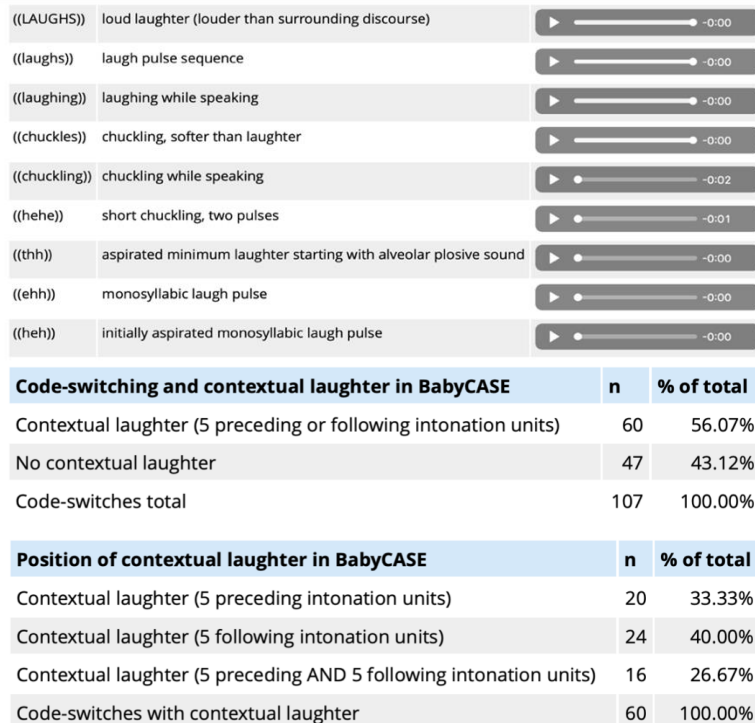 ((LAUGHS)) loud laughter (louder than surrounding discourse) -0:00
((laughs)) laugh pulse sequence -0:00
((laughing)) laughing while speaking -0:00
((chuckles)) chuckling, softer than laughter -0:00
((chuckling)) chuckling while speaking -0:02
((hehe)) short chuckling, two pulses -0:01
((thh)) aspirated minimum laughter starting with alveolar plosive sound -0:00
((ehh)) monosyllabic laugh pulse -0:00
((heh)) initially aspirated monosyllabic laugh pulse -0:00
Code-switching and contextual laughter in BabyCASE n % of total
Contextual laughter (5 preceding or following intonation units) 60 56.07%
No contextual laughter 47 43.12%
Code-switches total 107 100.00%
Position of contextual laughter in BabyCASE n % of total
Contextual laughter (5 preceding intonation units) 20 33.33%
Contextual laughter (5 following intonation units) 24 40.00%
Contextual laughter (5 preceding AND 5 following intonation units) 16 26.67%
Code-switches with contextual laughter 60 100.00%